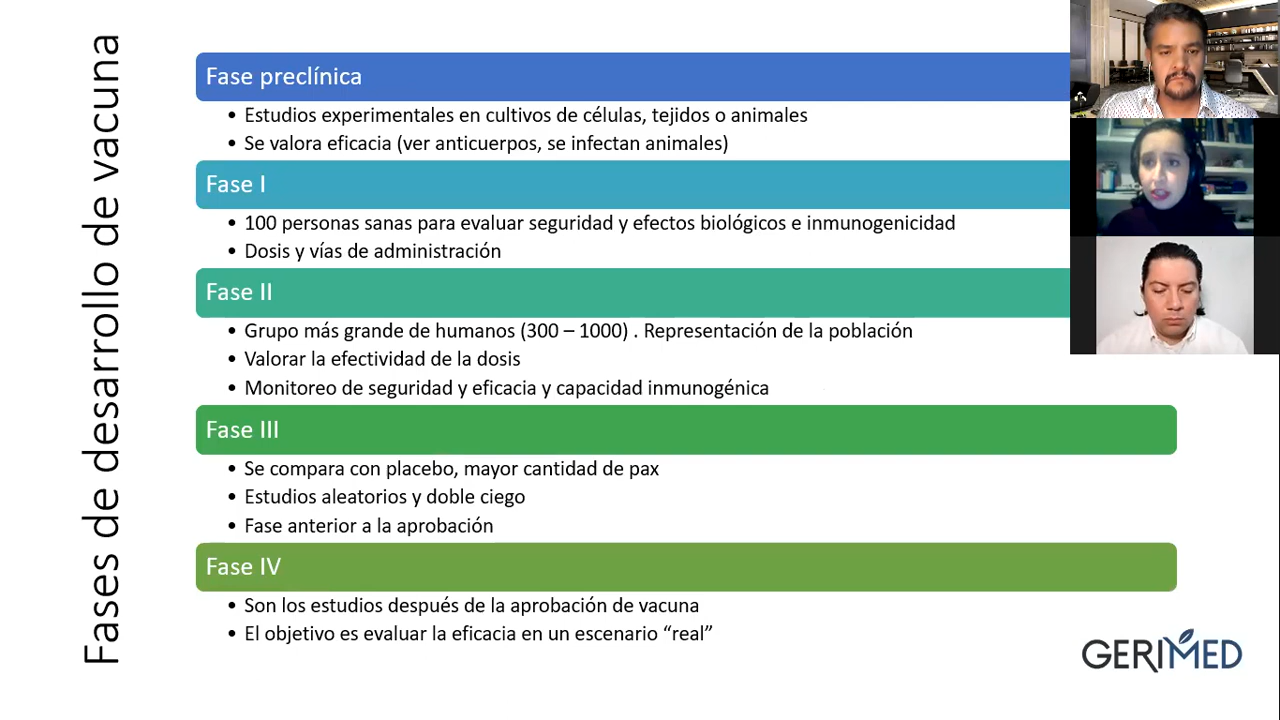 Fases de desarrollo de vacuna
Fase preclínica
• Estudios experimentales en cultivos de células, tejidos o animales
• Se valora eficacia (ver anticuerpos, se infectan animales)
Fase I
• 100 personas sanas para evaluar seguridad y efectos biológicos e inmunogenicidad
• Dosis y vías de administración
Fase II
• Grupo más grande de humanos (300 – 1000) . Representación de la población
• Valorar la efectividad de la dosis
• Monitoreo de seguridad y eficacia y capacidad inmunogénica
Fase III
• Se compara con placebo, mayor cantidad de pax
• Estudios aleatorios y doble ciego
• Fase anterior a la aprobación
Fase IV
• Son los estudios después de la aprobación de vacuna
• El objetivo es evaluar la eficacia en un escenario “real”
GERIMED